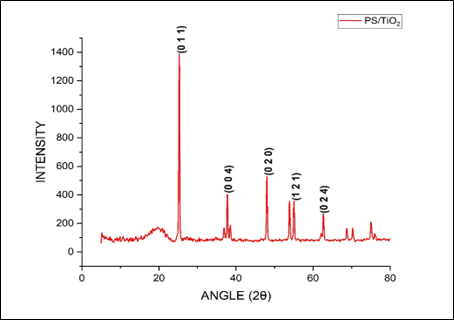 PS/TiO₂
(0 1 1)
(0 0 4)
(0 2 0)
(1 2 1)
(0 2 4)
INTENSITY
1400
1200
1000
800
600
400
200
0
0 20 40 60 80
ANGLE (2θ)